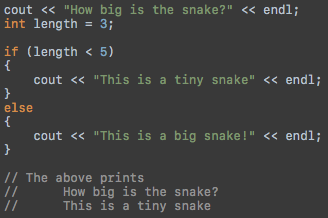 cout << "How big is the snake?" << endl;
int length = 3;

if (length < 5)
{
    cout << "This is a tiny snake" << endl;
}
else
{
    cout << "This is a big snake!" << endl;
}

// The above prints
//      How big is the snake?
//      This is a tiny snake